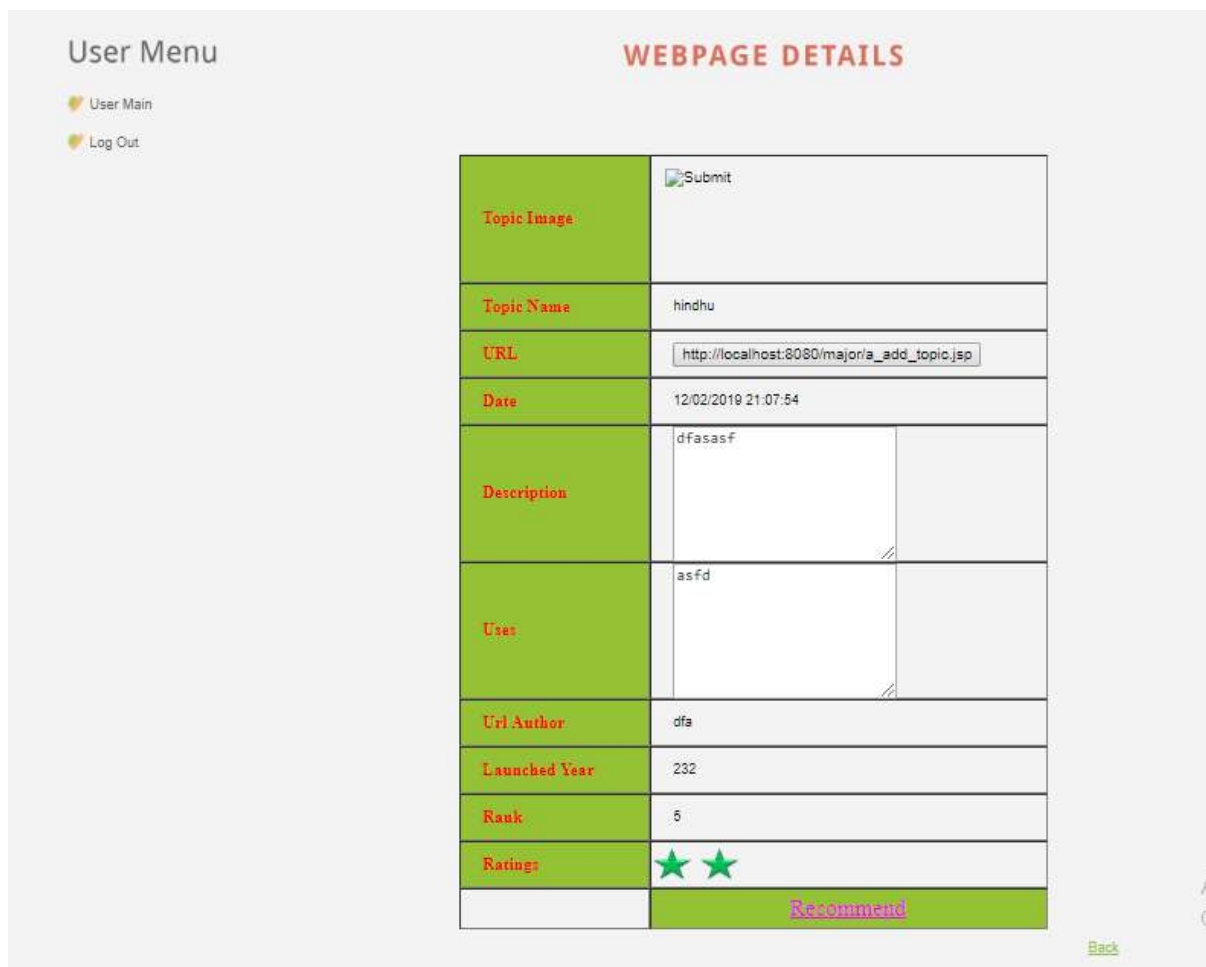 User Menu
WEBPAGE DETAILS
User Main
Log Out
Topic Image
Submit
Topic Name
hindhu
URL
http://localhost:8080/major/a_add_topic.jsp
Date
12/02/2019 21:07:54
Description
dfasasf
Uses
asfd
Url Author
dfa
Launched Year
232
Rank
5
Ratings
Recommend
Back